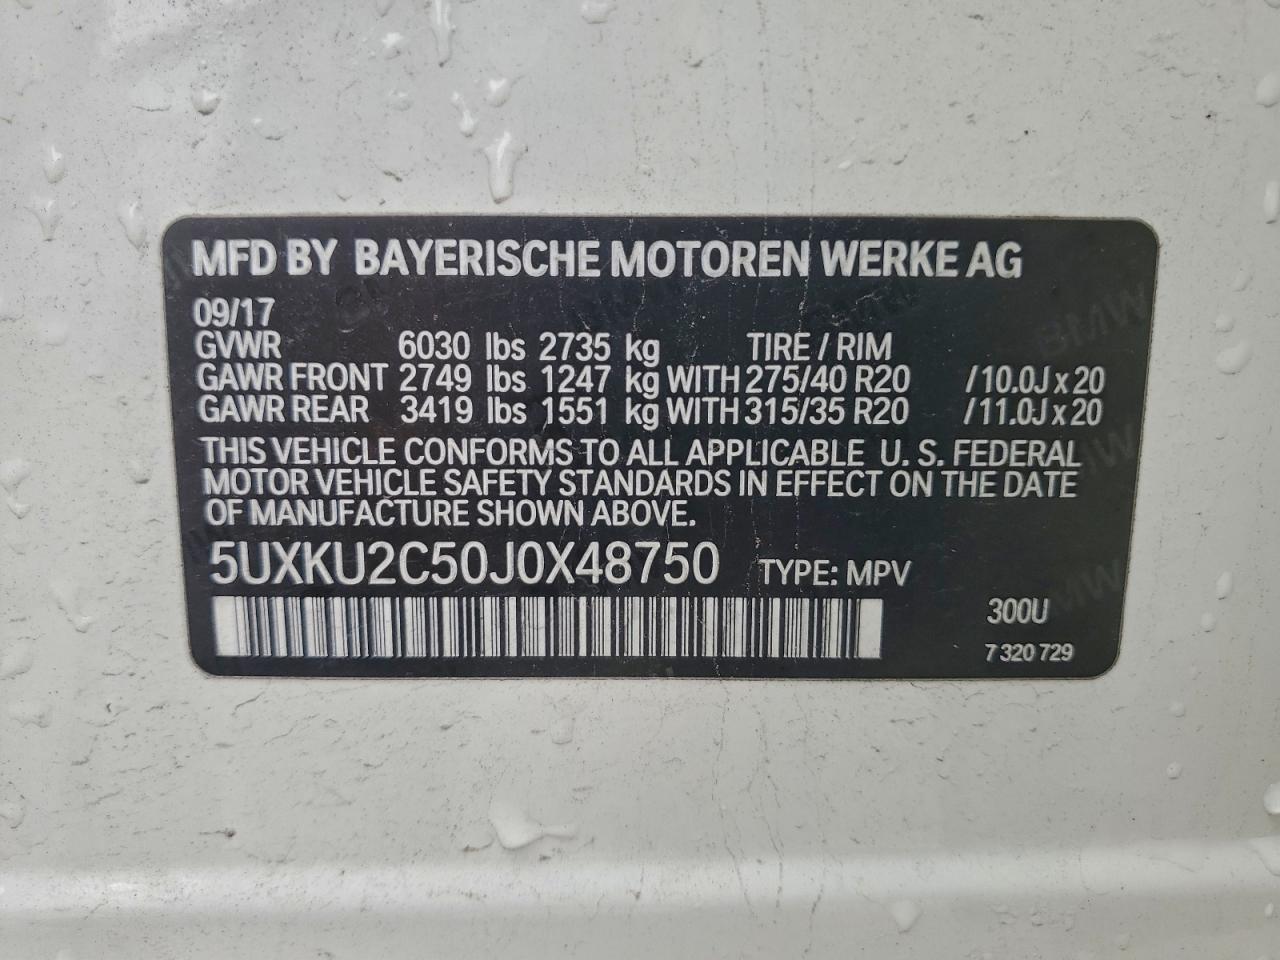 MFD BY BAYERISCHE MOTOREN WERKE AG
09/17
GVWR 6030 lbs 2735 kg TIRE / RIM
GAWR FRONT 2749 lbs 1247 kg WITH 275/40 R20 /10.0J x 20
GAWR REAR 3419 lbs 1551 kg WITH 315/35 R20 /11.0J x 20
THIS VEHICLE CONFORMS TO ALL APPLICABLE U. S. FEDERAL
MOTOR VEHICLE SAFETY STANDARDS IN EFFECT ON THE DATE
OF MANUFACTURE SHOWN ABOVE.
5UXKU2C50J0X48750 TYPE: MPV
300U
7 320 729
BMW
BMW
BMW